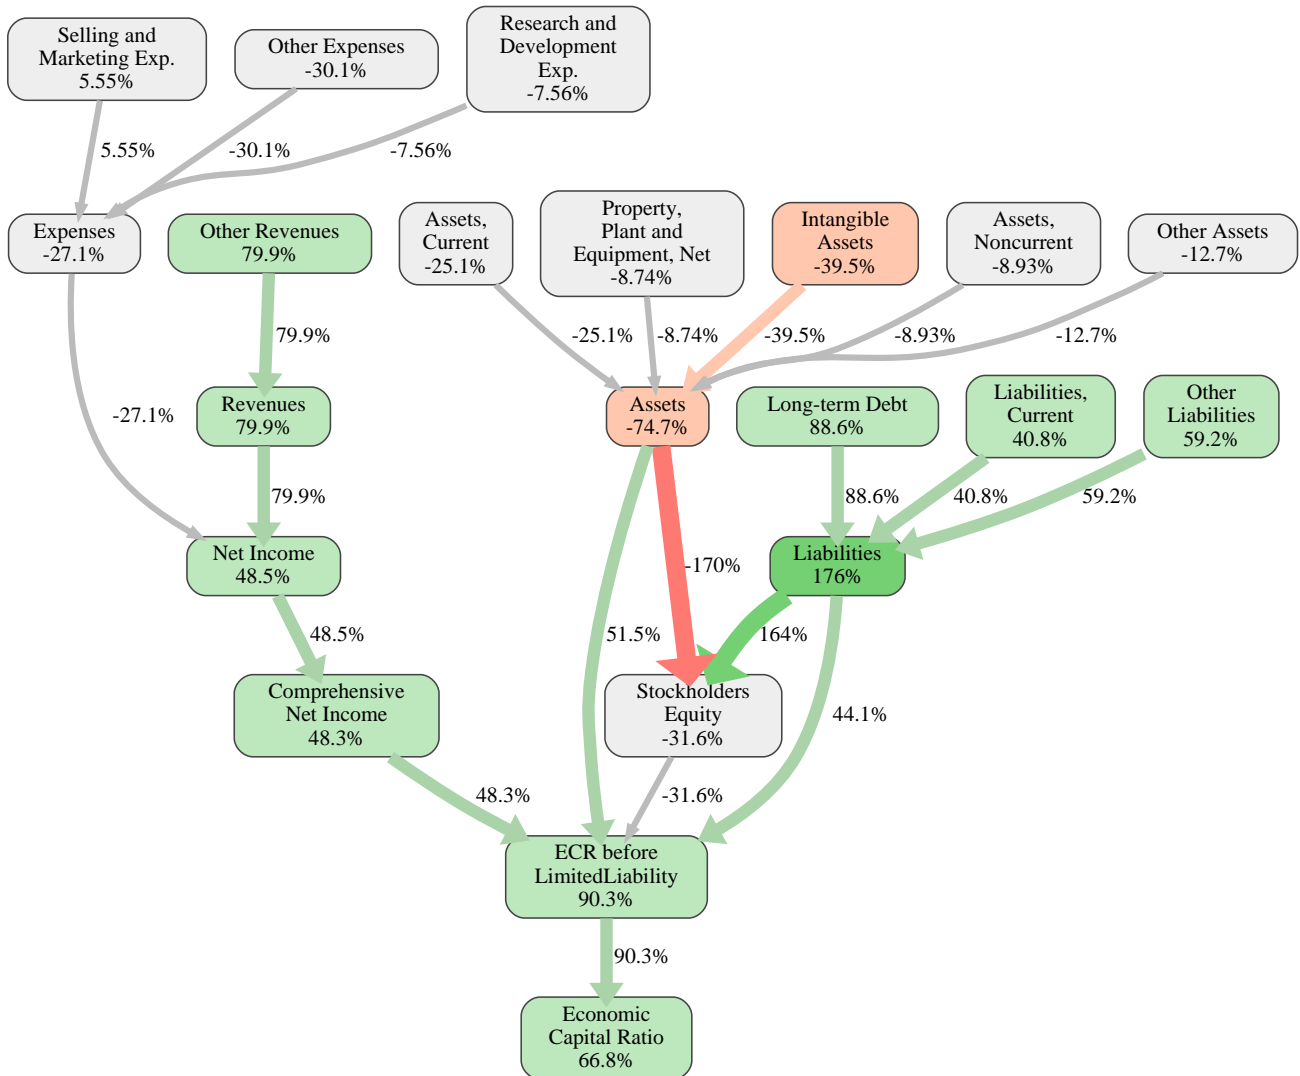 Selling and
Marketing Exp.
5.55%
Other Expenses
-30.1%
Research and
Development
Exp.
-7.56%
5.55%
-30.1%
-7.56%
Expenses
-27.1%
Other Revenues
79.9%
Assets,
Current
-25.1%
Property,
Plant and
Equipment, Net
-8.74%
Intangible
Assets
-39.5%
Assets,
Noncurrent
-8.93%
Other Assets
-12.7%
79.9%
-25.1%
-8.74%
-39.5%
-8.93%
-12.7%
-27.1%
Revenues
79.9%
Assets
-74.7%
Long-term Debt
88.6%
Liabilities,
Current
40.8%
Other
Liabilities
59.2%
79.9%
88.6%
40.8%
59.2%
Net Income
48.5%
-170%
Liabilities
176%
48.5%
51.5%
164%
Comprehensive
Net Income
48.3%
Stockholders
Equity
-31.6%
44.1%
48.3%
-31.6%
ECR before
LimitedLiability
90.3%
90.3%
Economic
Capital Ratio
66.8%